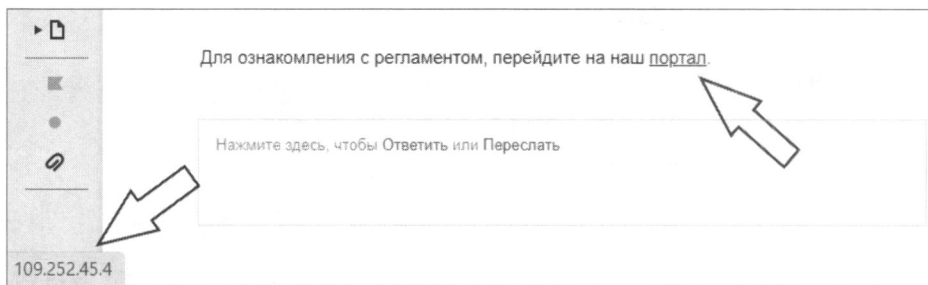 Для ознакомления с регламентом, перейдите на наш портал.
Нажмите здесь, чтобы Ответить или Переслать
109.252.45.4